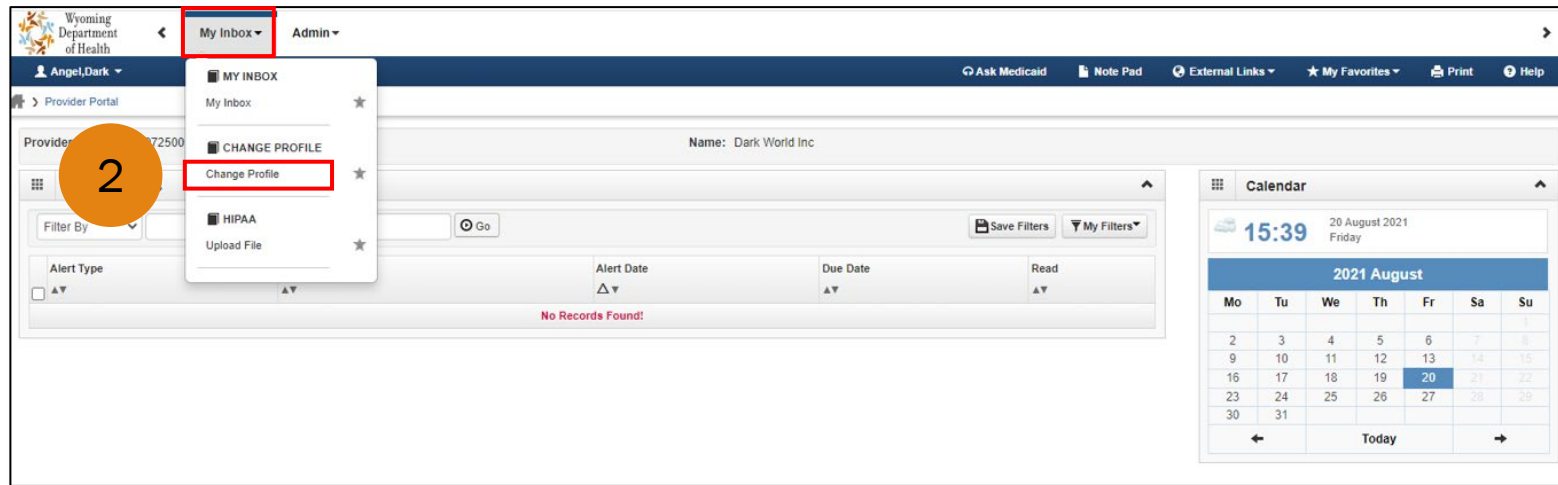 Wyoming
Department
of Health
My Inbox
Admin
Angel,Dark
Ask Medicaid
Note Pad
External Links
My Favorites
Print
Help
Provider Portal
MY INBOX
My Inbox
CHANGE PROFILE
Change Profile
HIPAA
Upload File
Provider
72500
Name: Dark World Inc
2
Filter By
Go
Save Filters
My Filters
Alert Type
Alert Date
Due Date
Read
No Records Found!
Calendar
15:39
20 August 2021
Friday
2021 August
Mo Tu We Th Fr Sa Su
1
2 3 4 5 6 7 8
9 10 11 12 13 14 15
16 17 18 19 20 21 22
23 24 25 26 27 28 29
30 31
Today